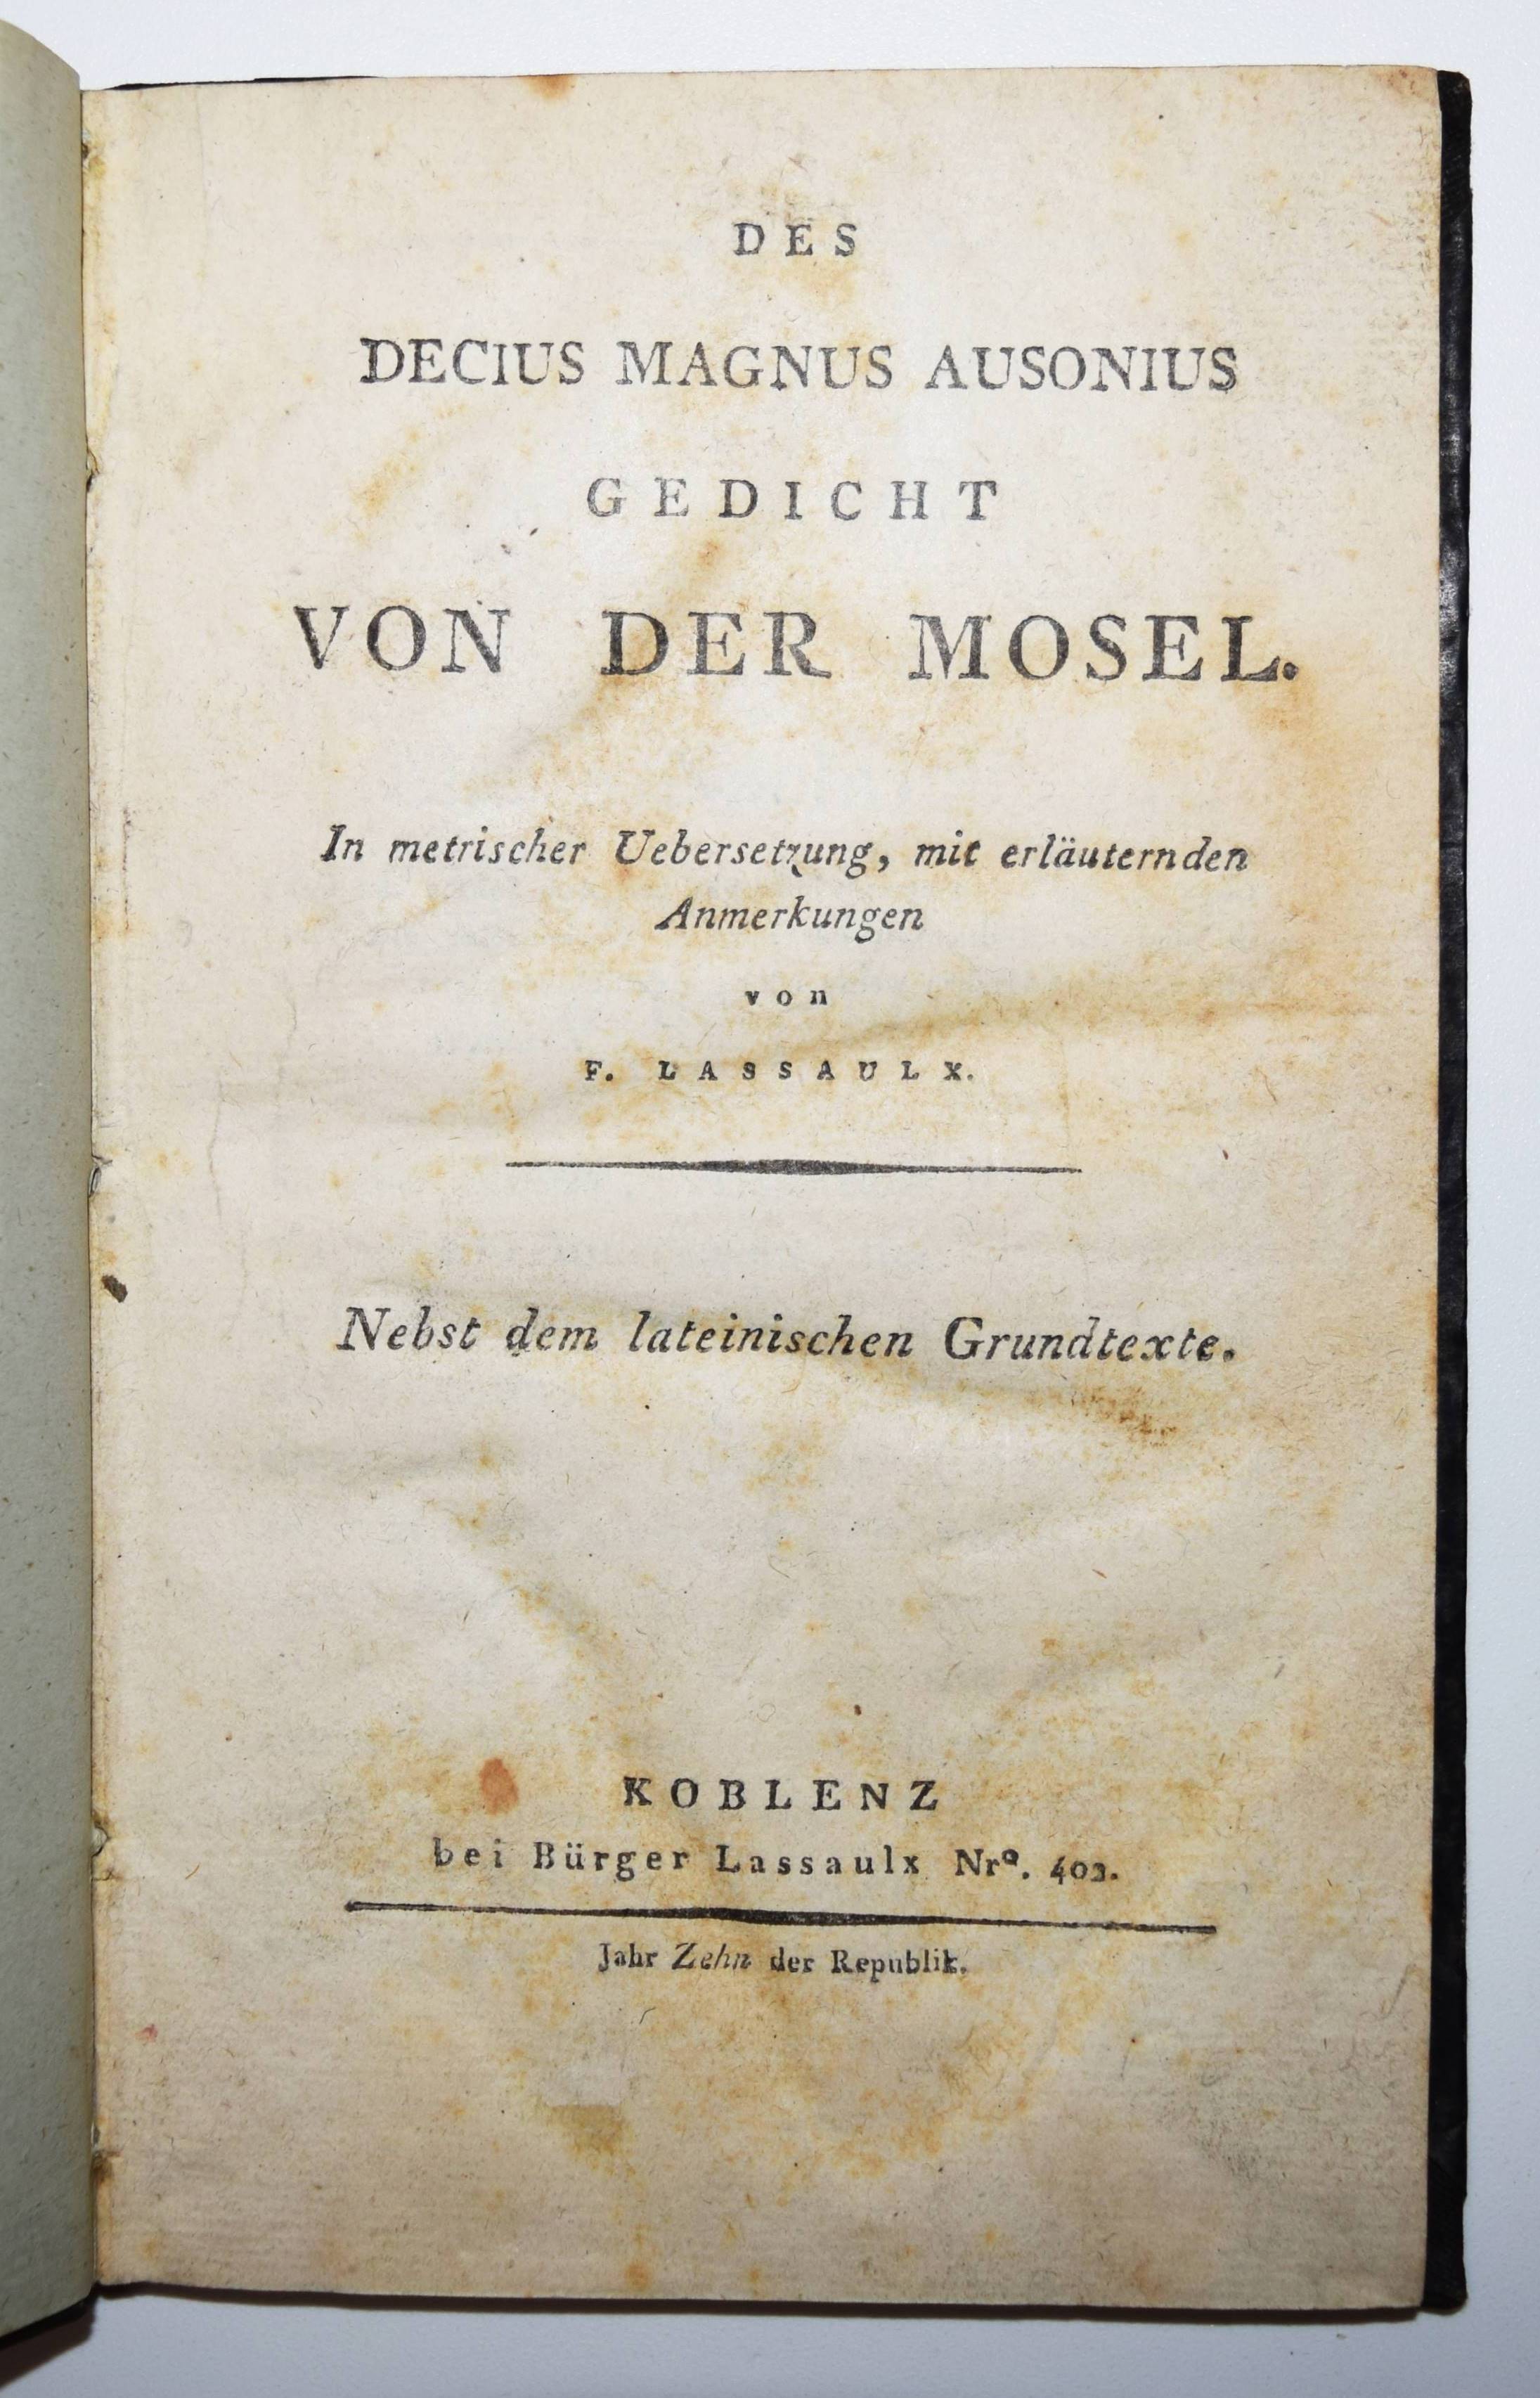 DES
DECIUS MAGNUS AUSONIUS
GEDICHT
VON DER MOSEL.
In metrischer Uebersetzung, mit erläuternden
Anmerkungen
von
F. LASSAULX.
Nebst dem lateinischen Grundtexte.
KOBLENZ
bei Bürger Lassaulx Nrº.
Jahr Zehn der Republik.